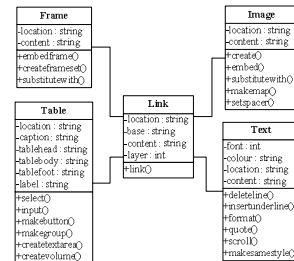 Frame
-location : string
-content : string
+embedframe()
+createframeset()
+substitutewith()
Image
-location : string
-content : string
+create()
+embed()
+substitutewith()
+makemap()
+setspacer()
Table
-location : string
-caption : string
-tablehead : string
-tablebody : string
-tablefoot : string
-label : string
+select()
+input()
+makebutton()
+makegroup()
+createtextarea()
+createvolume()
Link
-location : string
-base : string
-content : string
-layer : int
+link()
Text
-font : int
-colour : string
-location : string
-content : string
+deleteline()
+insertunderline()
+format()
+quote()
+scroll()
+makesamestyle()